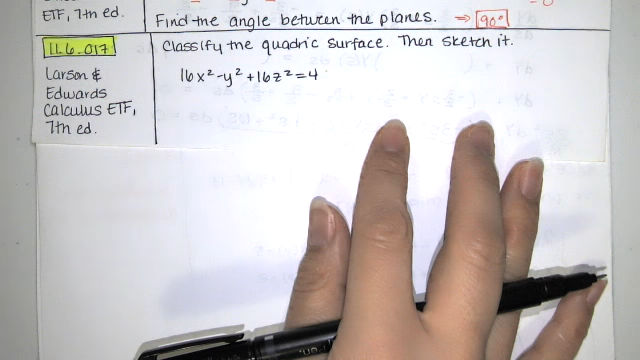 ETF, 7th ed.
Find the angle between the planes. ⇒ 90°
11.6.017
Classify the quadric surface. Then sketch it.
Larson &
Edwards
Calculus ETF,
7th ed.
16x² - y² + 16z² = 4